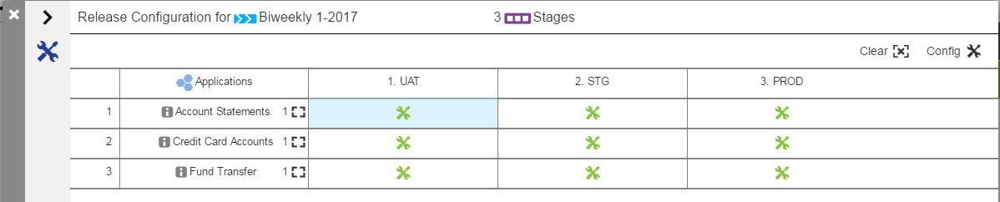 Release Configuration for Biweekly 1-2017 3 Stages
Clear Config
Applications 1. UAT 2. STG 3. PROD
1 Account Statements 1
2 Credit Card Accounts 1
3 Fund Transfer 1